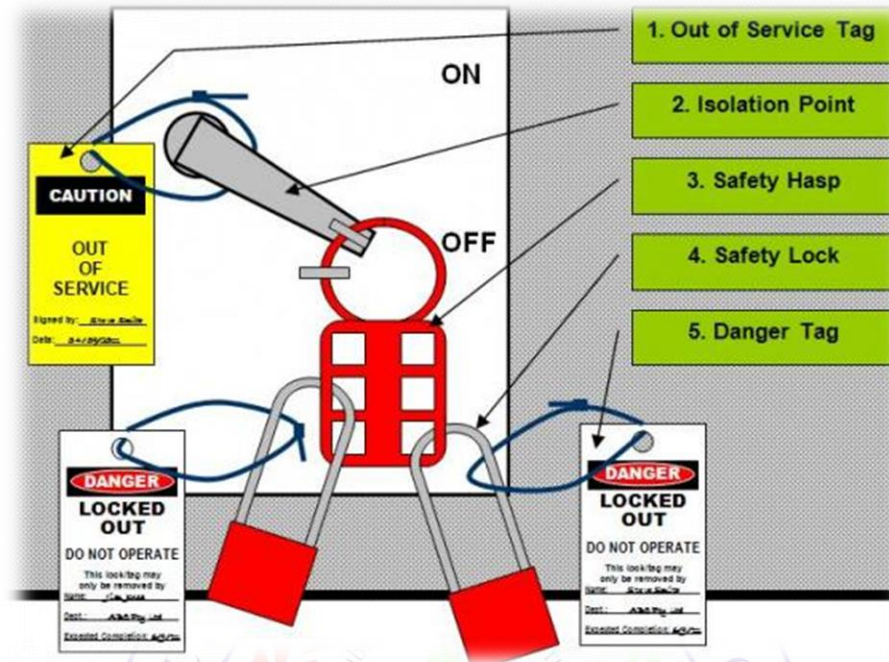 1. Out of Service Tag
2. Isolation Point
3. Safety Hasp
4. Safety Lock
5. Danger Tag
ON
OFF
CAUTION
OUT
OF
SERVICE
Signed by:
Date:
DANGER
LOCKED
OUT
DO NOT OPERATE
This lock/tag may
only be removed by
Name:
Dept.:
Expected Completion:
DANGER
LOCKED
OUT
DO NOT OPERATE
This lock/tag may
only be removed by
Name:
Dept.:
Expected Completion: